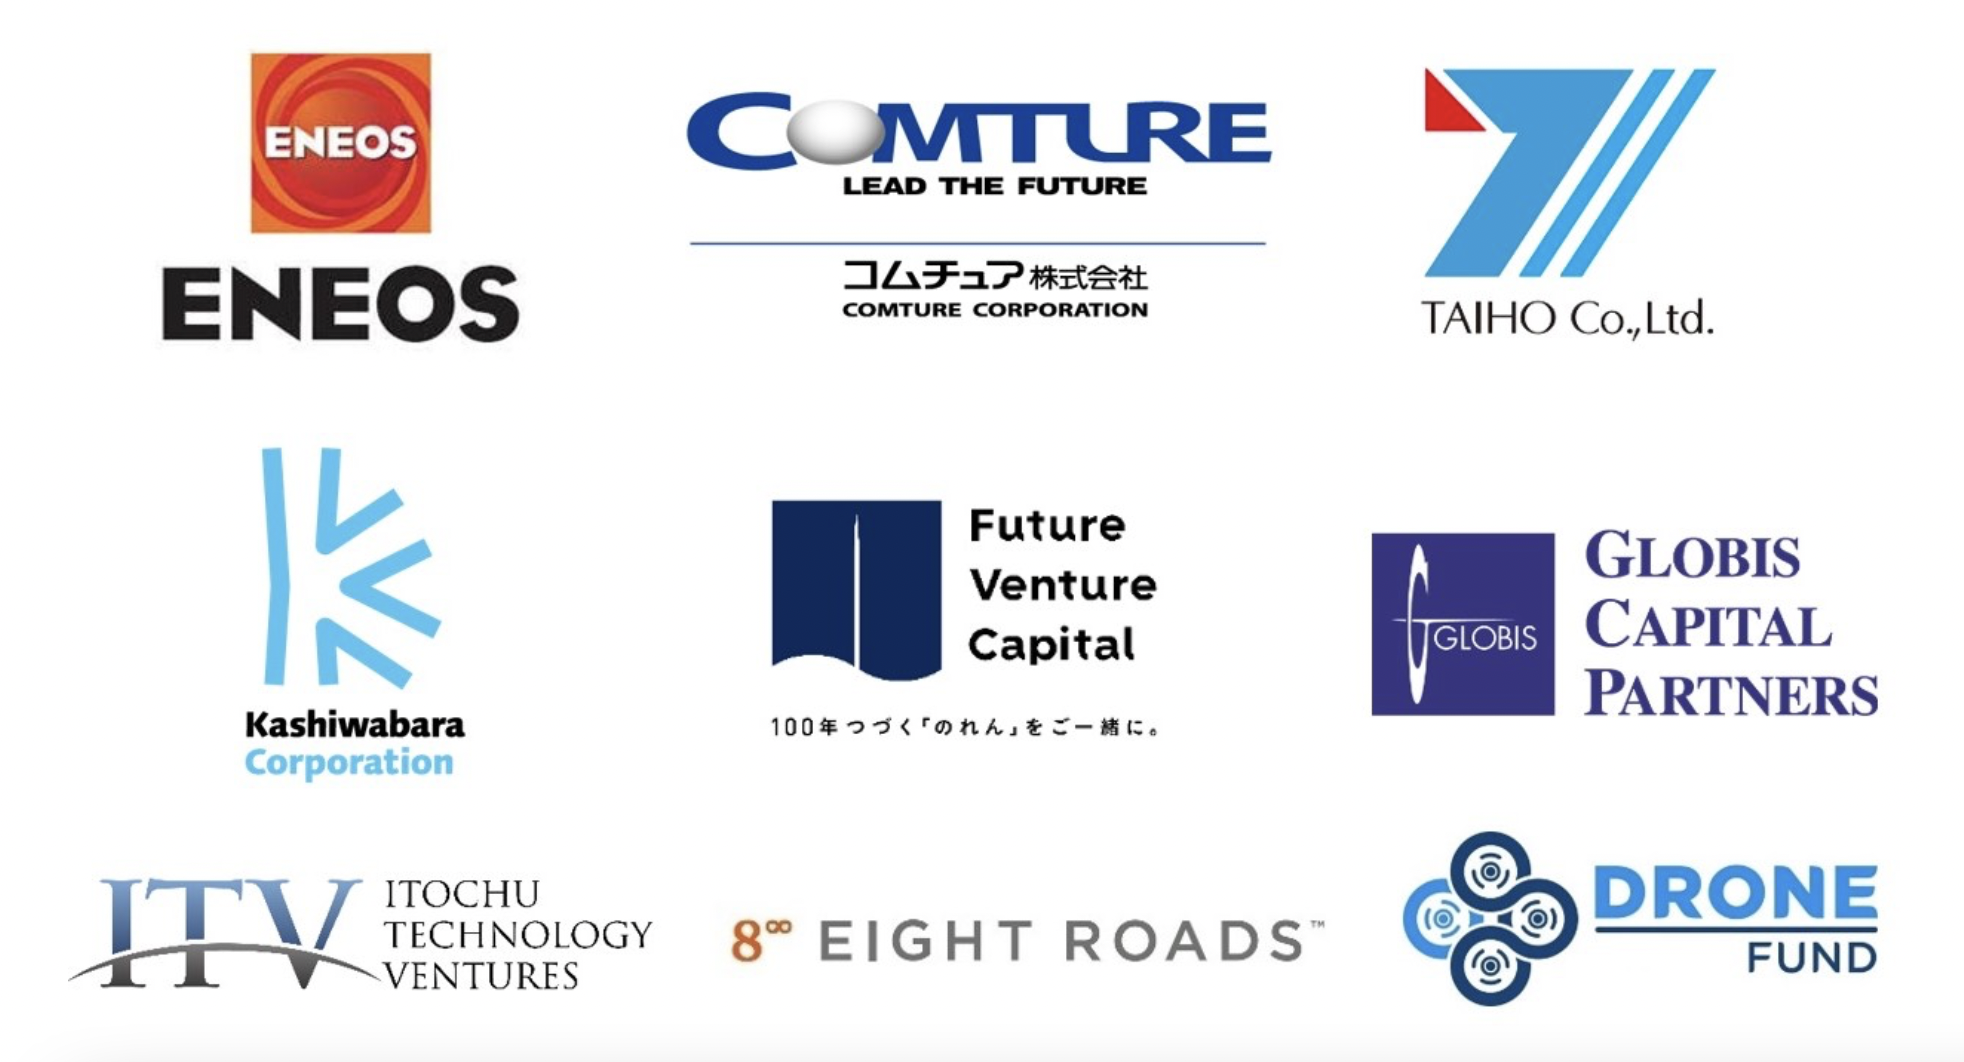 ENEOS
ENEOS
COMTURE
LEAD THE FUTURE
コムチュア株式会社
COMTURE CORPORATION
TAIHO Co.,Ltd.
Kashiwabara
Corporation
Future
Venture
Capital
100年つづく「のれん」をご一緒に。
GLOBIS
GLOBIS
CAPITAL
PARTNERS
ITV
ITOCHU
TECHNOLOGY
VENTURES
8∞ EIGHT ROADS™
DRONE
FUND